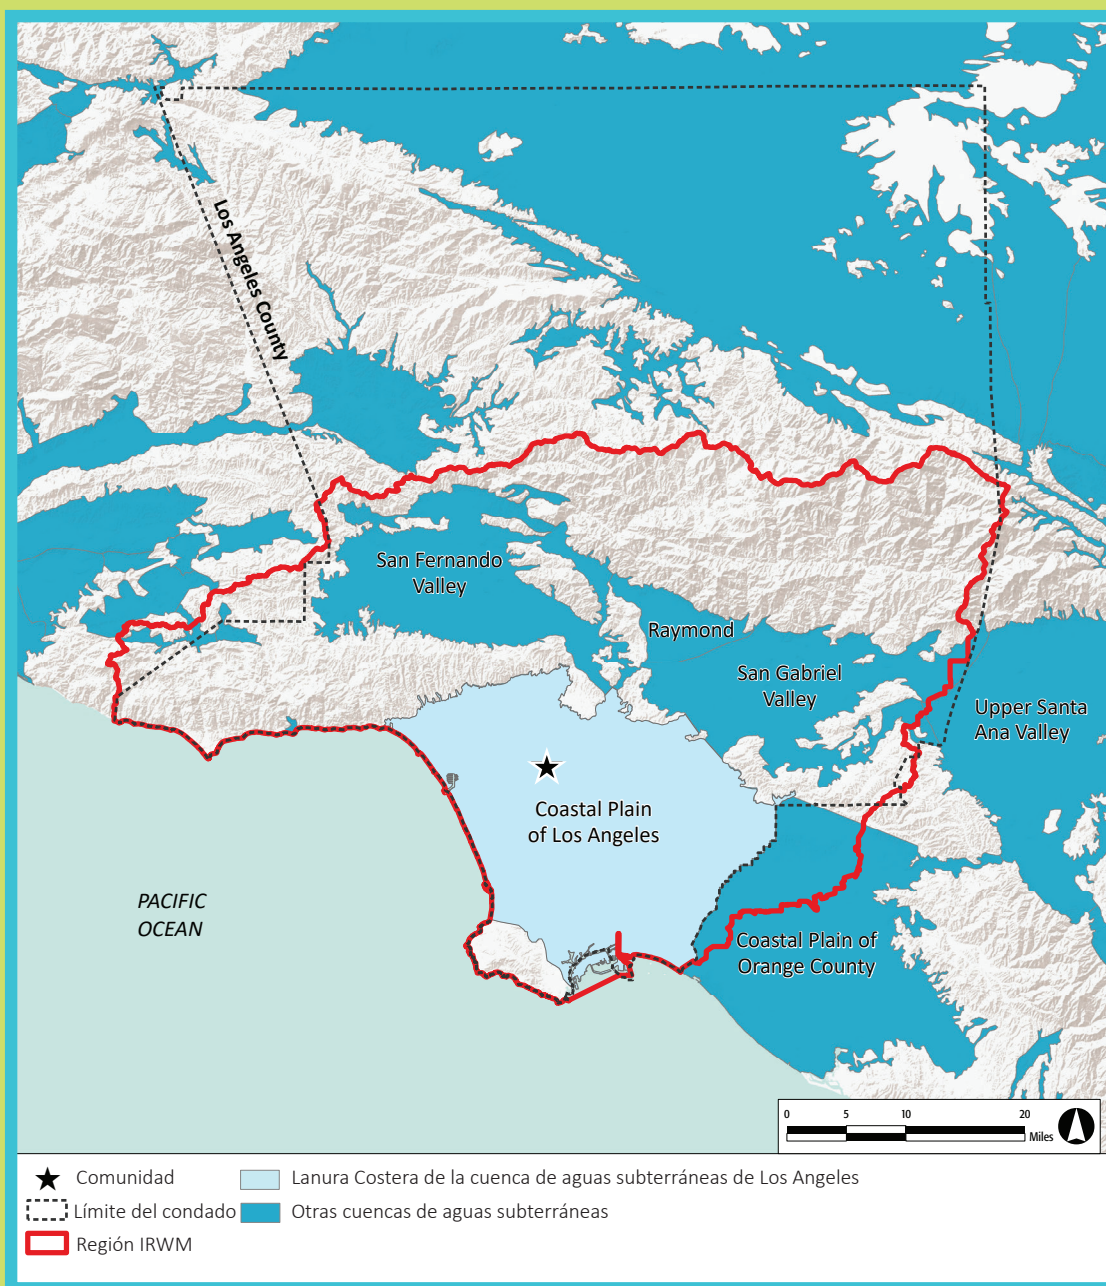 Los Angeles County
San Fernando
Valley
Raymond
San Gabriel
Valley
Upper Santa
Ana Valley
Coastal Plain
of Los Angeles
PACIFIC
OCEAN
Coastal Plain of
Orange County
0 5 10 20
Miles
Comunidad
Lanura Costera de la cuenca de aguas subterráneas de Los Angeles
Límite del condado
Otras cuencas de aguas subterráneas
Región IRWM